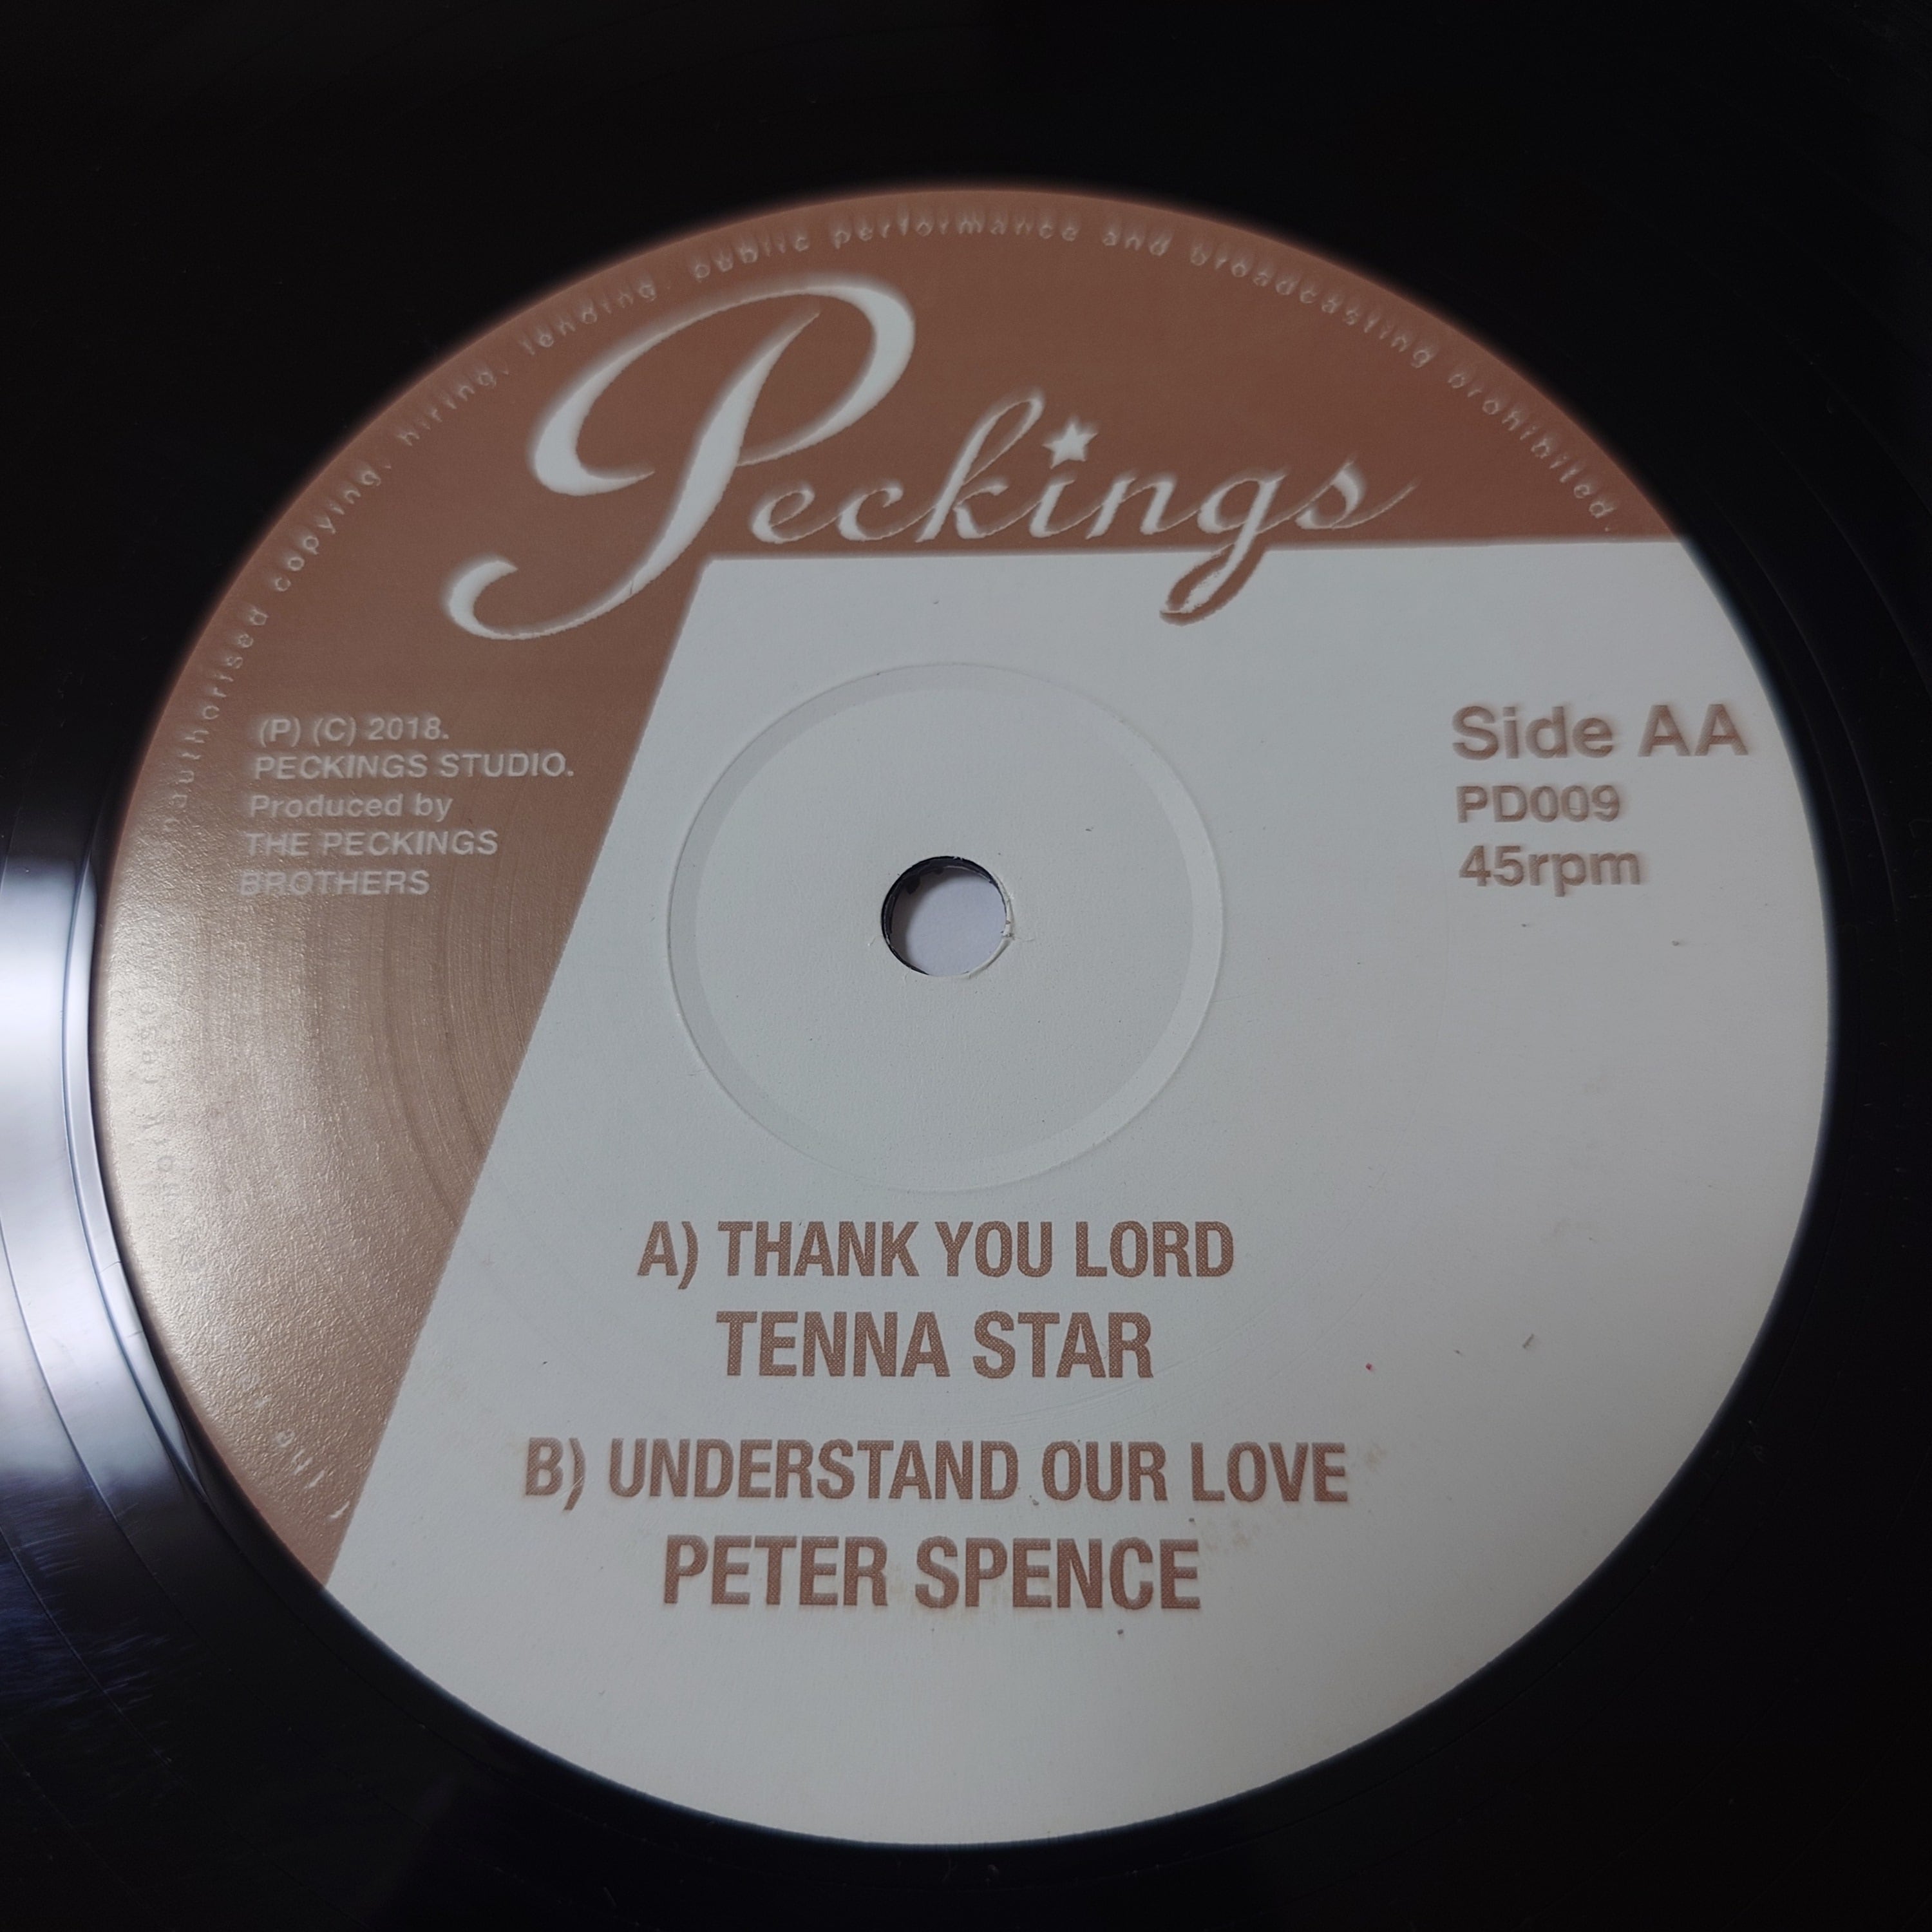 unauthorised copying, hiring, lending, public performance and broadcasting prohibited.
Peckings
(P) (C) 2018.
PECKINGS STUDIO.
Produced by
THE PECKINGS
BROTHERS
Side AA
PD009
45rpm
A) THANK YOU LORD
TENNA STAR
B) UNDERSTAND OUR LOVE
PETER SPENCE